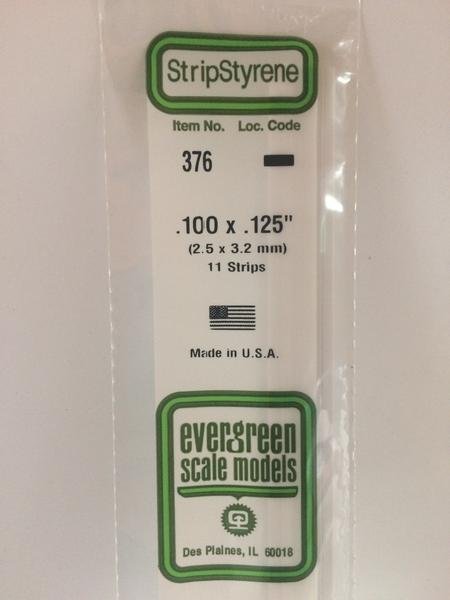 StripStyrene
Item No. Loc. Code
376
.100 x .125"
(2.5 x 3.2 mm)
11 Strips
Made in U.S.A.
evergreen
scale models
Des Plaines, IL 60018